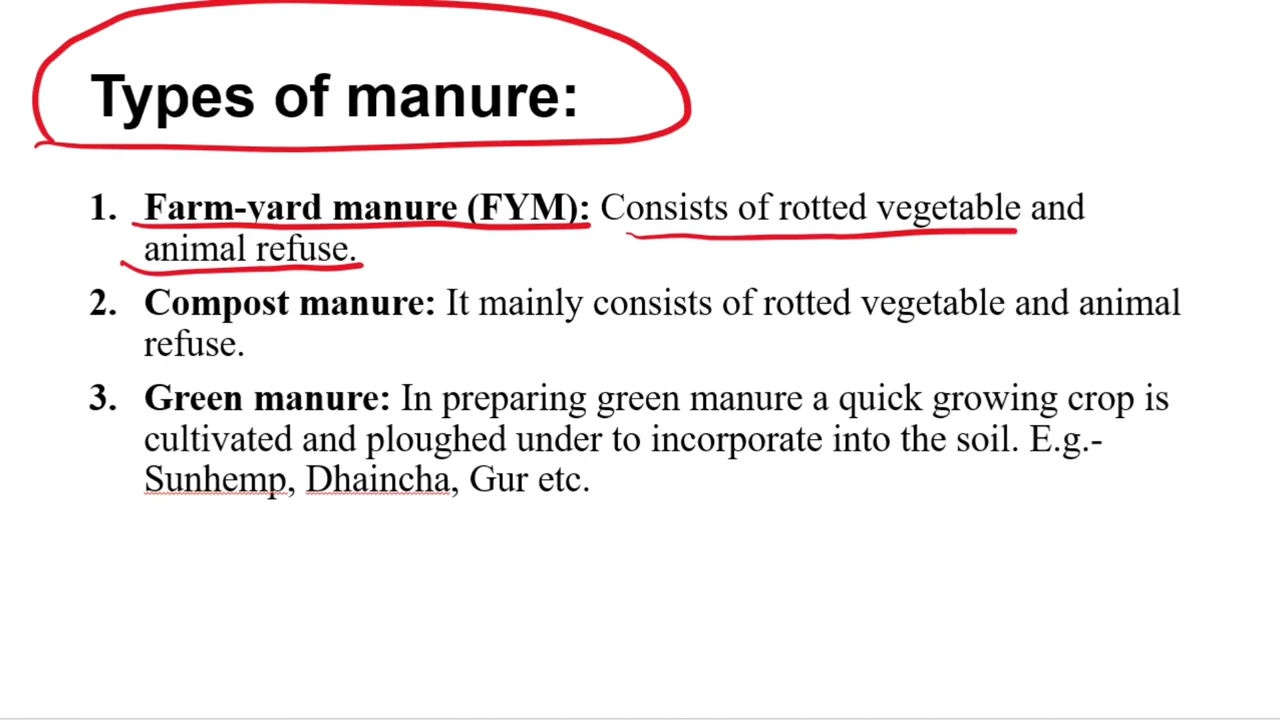 Types of manure:
1. Farm-yard manure (FYM): Consists of rotted vegetable and
animal refuse.
2. Compost manure: It mainly consists of rotted vegetable and animal
refuse.
3. Green manure: In preparing green manure a quick growing crop is
cultivated and ploughed under to incorporate into the soil. E.g.-
Sunhemp, Dhaincha, Gur etc.